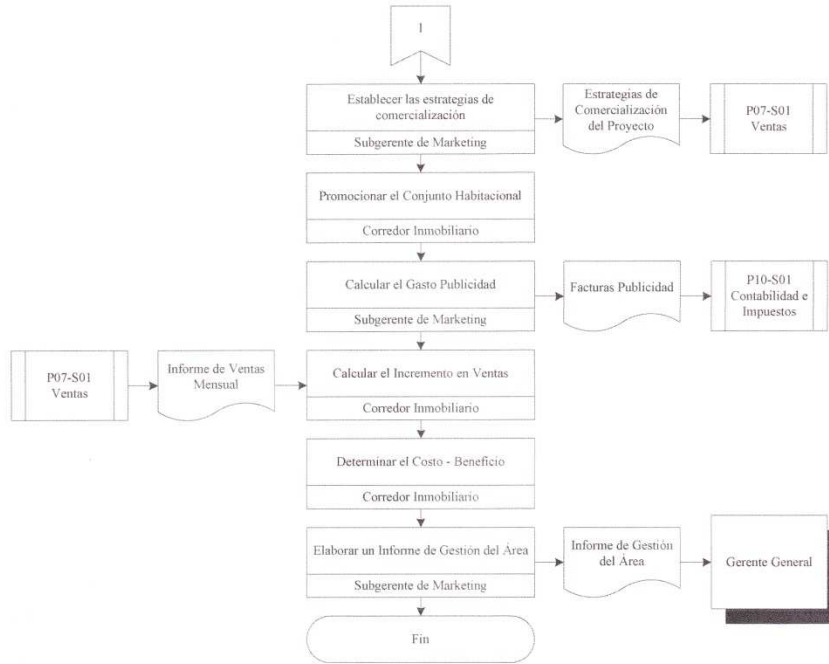 1
Establecer las estrategias de
comercialización
Subgerente de Marketing
Estrategias de
Comercialización
del Proyecto
P07-S01
Ventas
Promocionar el Conjunto Habitacional
Corredor Inmobiliario
Calcular el Gasto Publicidad
Subgerente de Marketing
Facturas Publicidad
P10-S01
Contabilidad e
Impuestos
P07-S01
Ventas
Informe de Ventas
Mensual
Calcular el Incremento en Ventas
Corredor Inmobiliario
Determinar el Costo - Beneficio
Corredor Inmobiliario
Elaborar un Informe de Gestión del Área
Subgerente de Marketing
Informe de Gestión
del Área
Gerente General
Fin